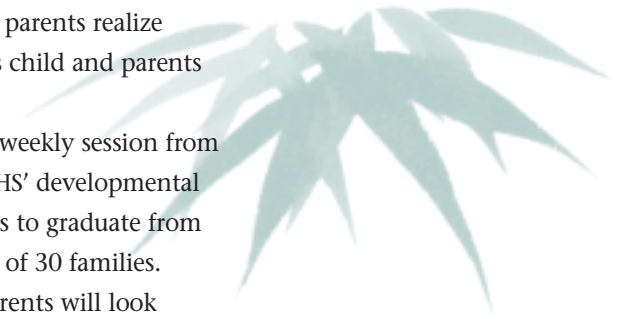 parents realize
s child and parents
weekly session from
HS’ developmental
s to graduate from
of 30 families.
rents will look